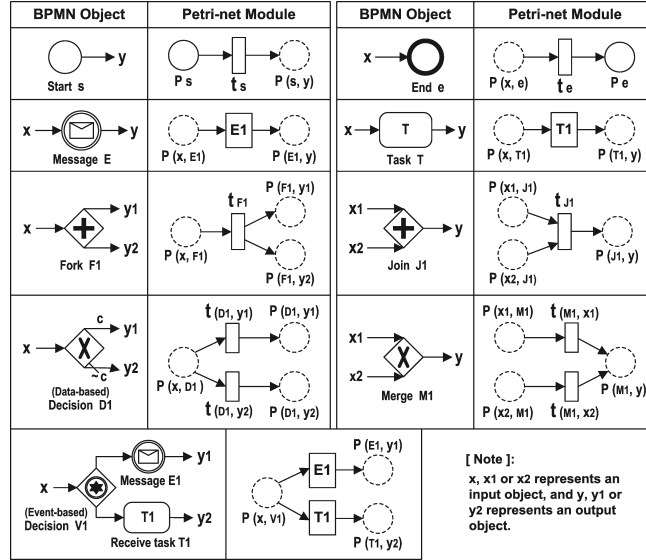 BPMN Object Petri-net Module BPMN Object Petri-net Module
y
Start s
P s t s P (s, y)
x
End e
P (x, e) t e P e
x y
Message E
E1
P (x, E1) P (E1, y)
x T y
Task T
T1
P (x, T1) P (T1, y)
x y1
y2
Fork F1
t F1 P (F1, y1)
P (x, F1)
P (F1, y2)
x1
x2 y
Join J1
P (x1, J1) t J1
P (J1, y)
P (x2, J1)
c
x y1
y2
~c
(Data-based)
Decision D1
t (D1, y1) P (D1, y1)
P (x, D1)
t (D1, y2) P (D1, y2)
x1
x2 y
Merge M1
P (x1, M1) t (M1, x1)
P (M1, y)
P (x2, M1) t (M1, x2)
x y1
Message E1
(Event-based)
Decision V1
T1 y2
Receive task T1
E1 P (E1, y1)
P (x, V1)
T1
P (T1, y2)
[ Note ]:
x, x1 or x2 represents an
input object, and y, y1 or
y2 represents an output
object.